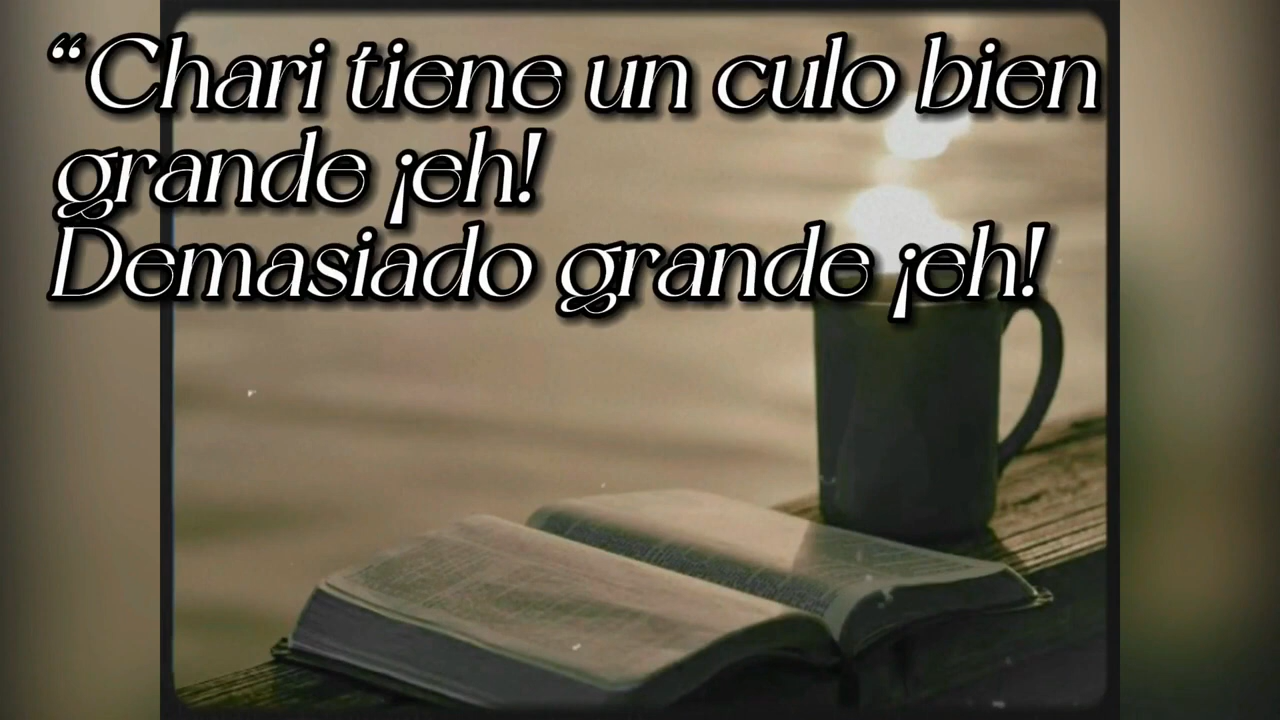 “Chari tiene un culo bien
grande ¡eh!
Demasiado grande ¡eh!